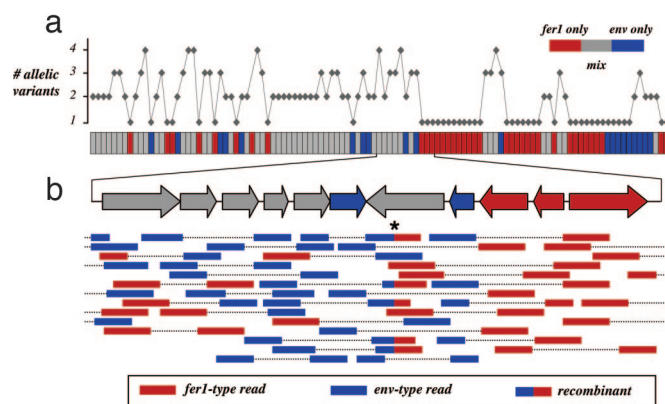 a
fer1 only
env only
mix
# allelic
variants
4
3
2
1
b
*
fer1-type read
env-type read
recombinant